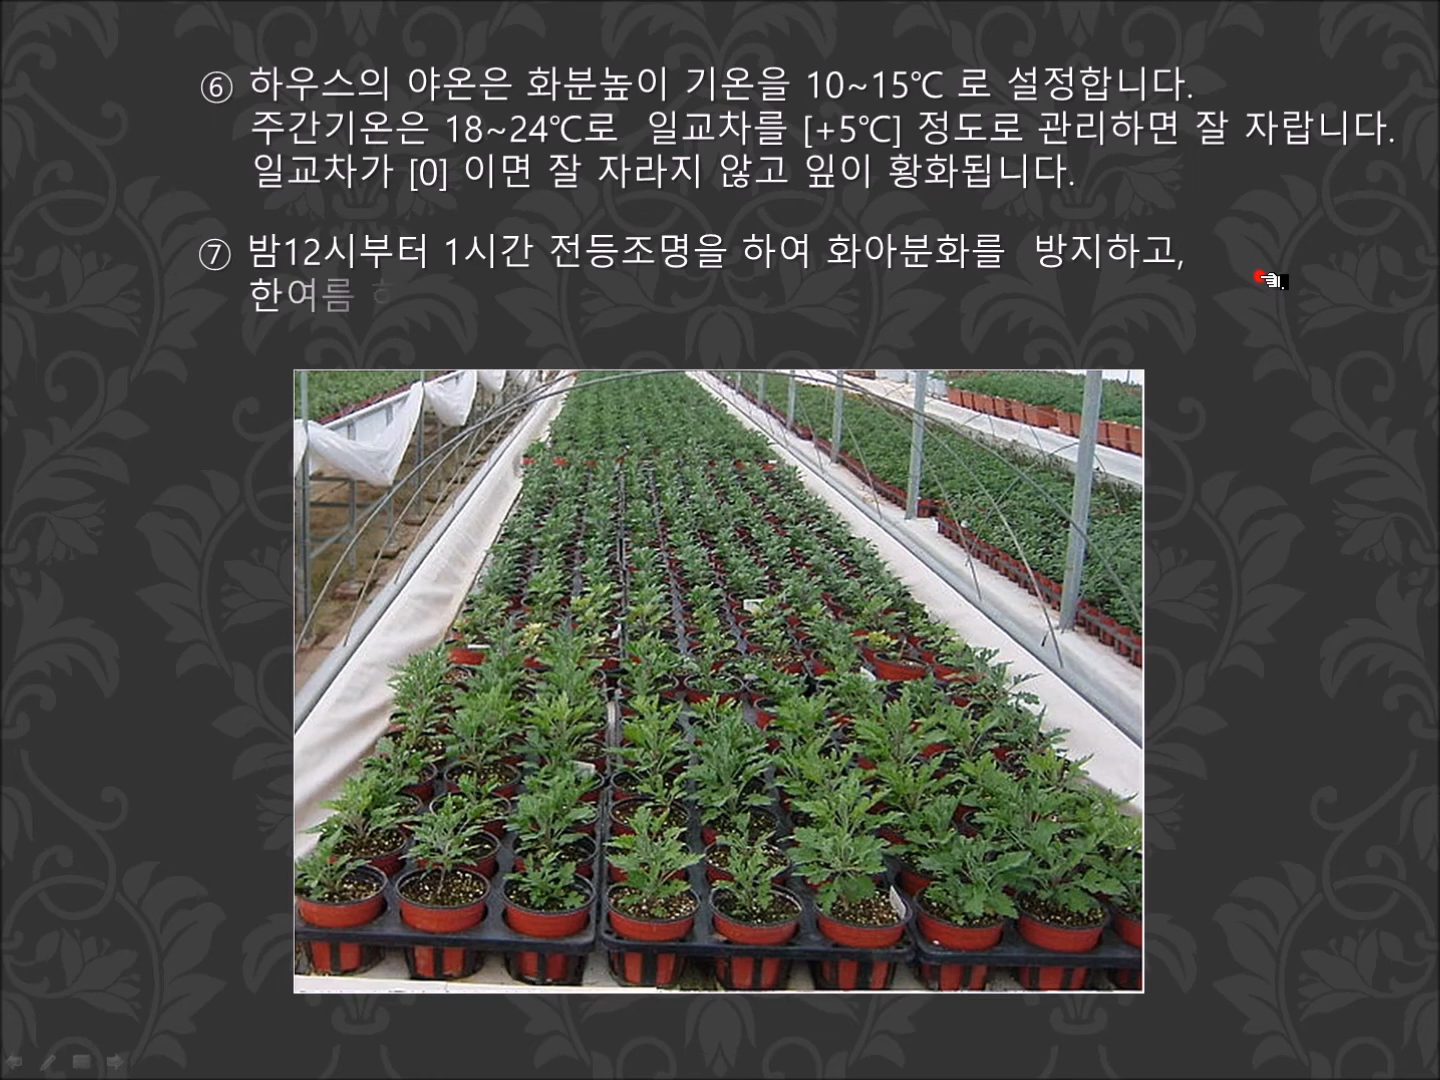 ⑥ 하우스의 야온은 화분높이 기온을 10~15℃ 로 설정합니다.
주간기온은 18~24℃로 일교차를 [+5℃] 정도로 관리하면 잘 자랍니다.
일교차가 [0] 이면 잘 자라지 않고 잎이 황화됩니다.
⑦ 밤12시부터 1시간 전등조명을 하여 화아분화를 방지하고,
한여름